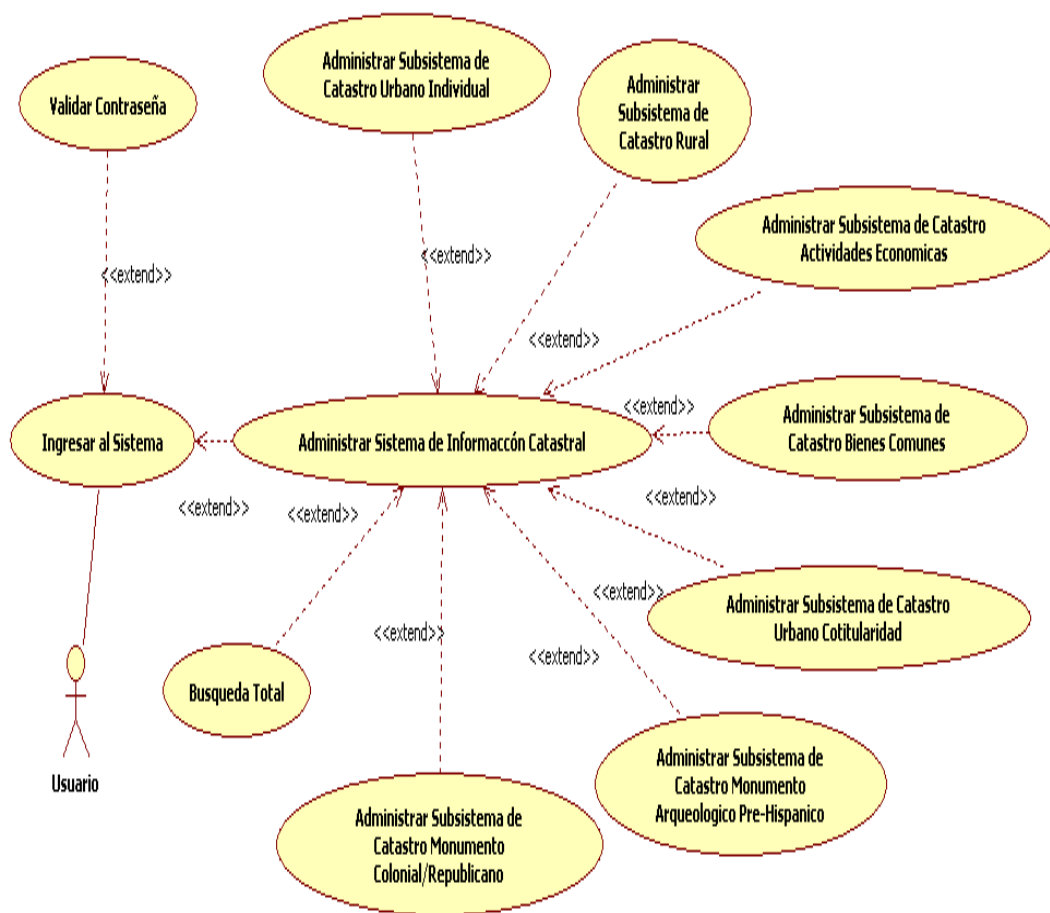 Administrar Subsistema de
Catastro Urbano Individual
Administrar
Subsistema de
Catastro Rural
Validar Contraseña
Administrar Subsistema de Catastro
Actividades Economicas
<<extend>>
<<extend>>
<<extend>>
<<extend>>
Administrar Subsistema de
Catastro Bienes Comunes
Ingresar al Sistema
Administrar Sistema de Informaccón Catastral
<<extend>>
<<extend>>
<<extend>>
<<extend>>
<<extend>>
<<extend>>
Administrar Subsistema de Catastro
Urbano Cotitularidad
Busqueda Total
Usuario
Administrar Subsistema de
Catastro Monumento
Arqueologico Pre-Hispanico
Administrar Subsistema de
Catastro Monumento
Colonial/Republicano